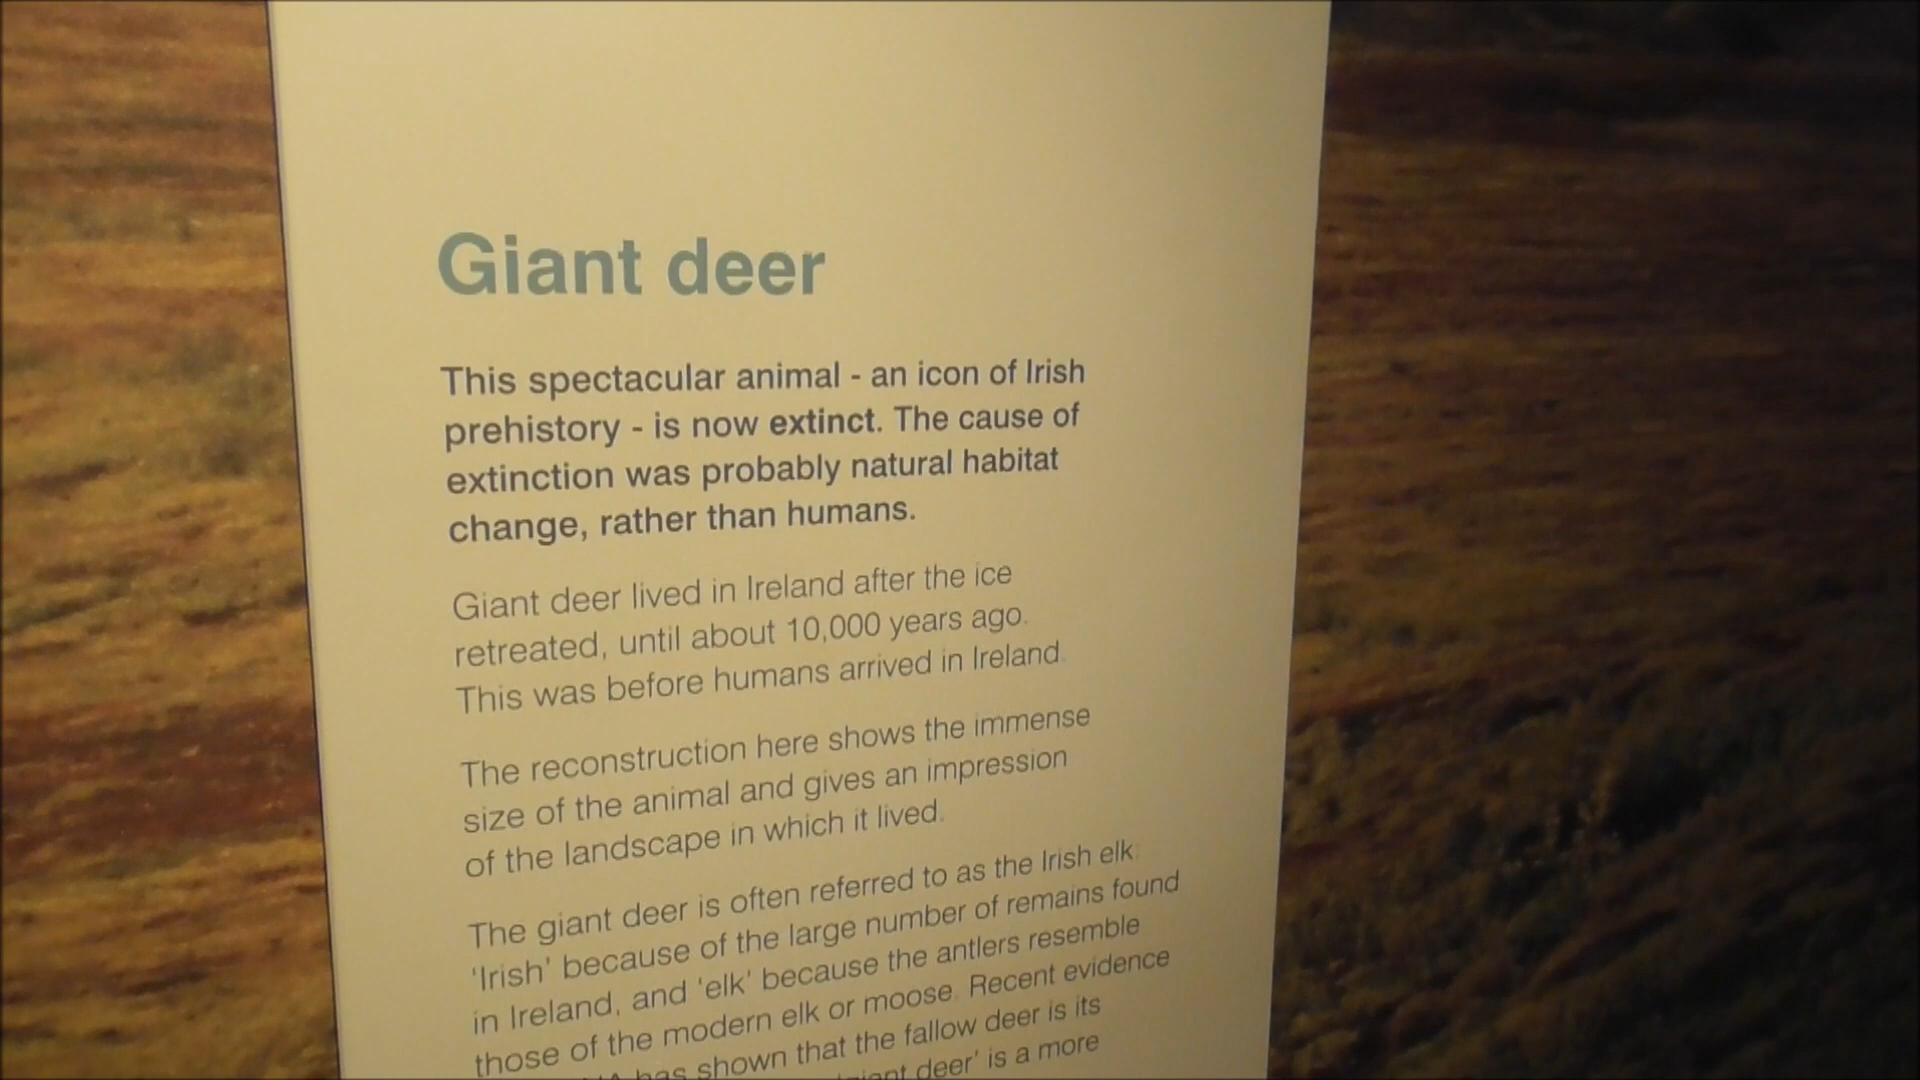 Giant deer
This spectacular animal - an icon of Irish
prehistory - is now extinct. The cause of
extinction was probably natural habitat
change, rather than humans.
Giant deer lived in Ireland after the ice
retreated, until about 10,000 years ago.
This was before humans arrived in Ireland.
The reconstruction here shows the immense
size of the animal and gives an impression
of the landscape in which it lived.
The giant deer is often referred to as the Irish elk:
'Irish' because of the large number of remains found
in Ireland, and 'elk' because the antlers resemble
those of the modern elk or moose. Recent evidence
has shown that the fallow deer is its
deer' is a more